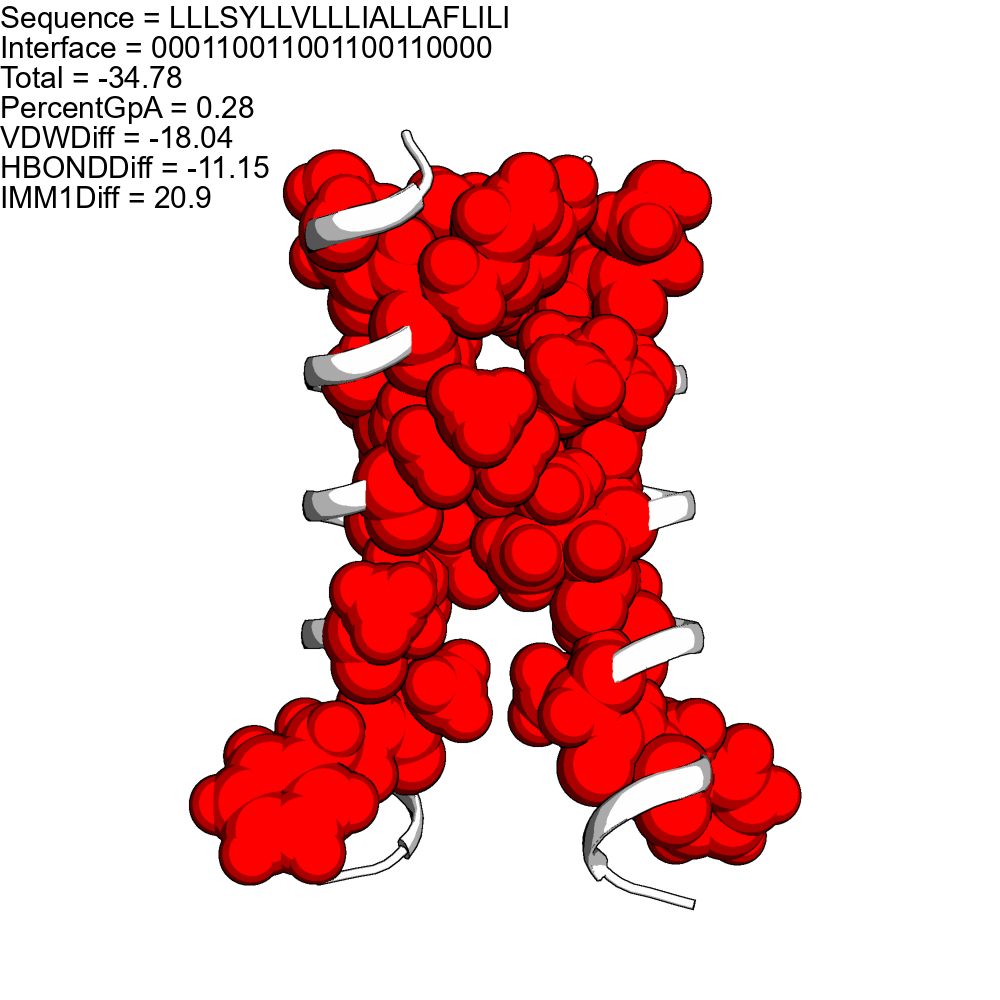 Sequence = LLLSYLLVLLLIALLAFLILI
Interface = 000110011001100110000
Total = -34.78
PercentGpA = 0.28
VDWDiff = -18.04
HBONDDiff = -11.15
IMM1Diff = 20.9